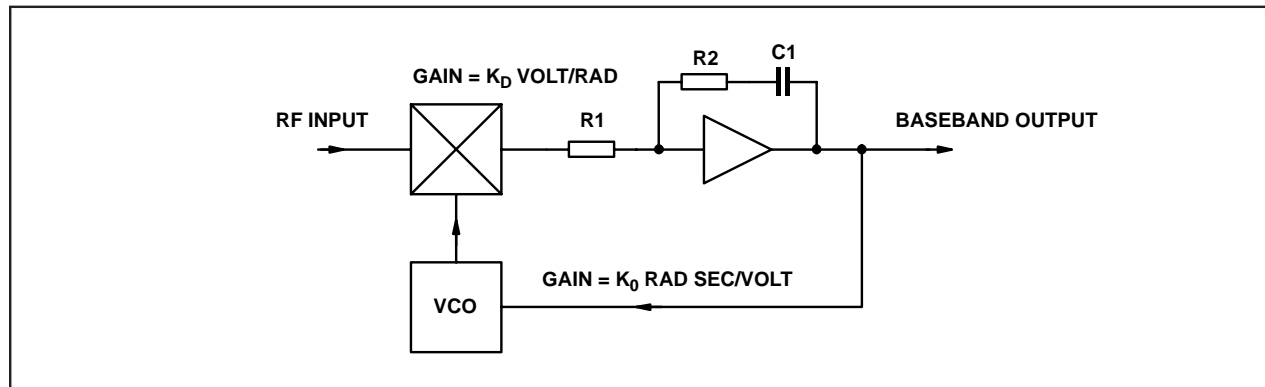 C1
R2
GAIN = KD VOLT/RAD
RF INPUT
R1
BASEBAND OUTPUT
GAIN = K0 RAD SEC/VOLT
VCO